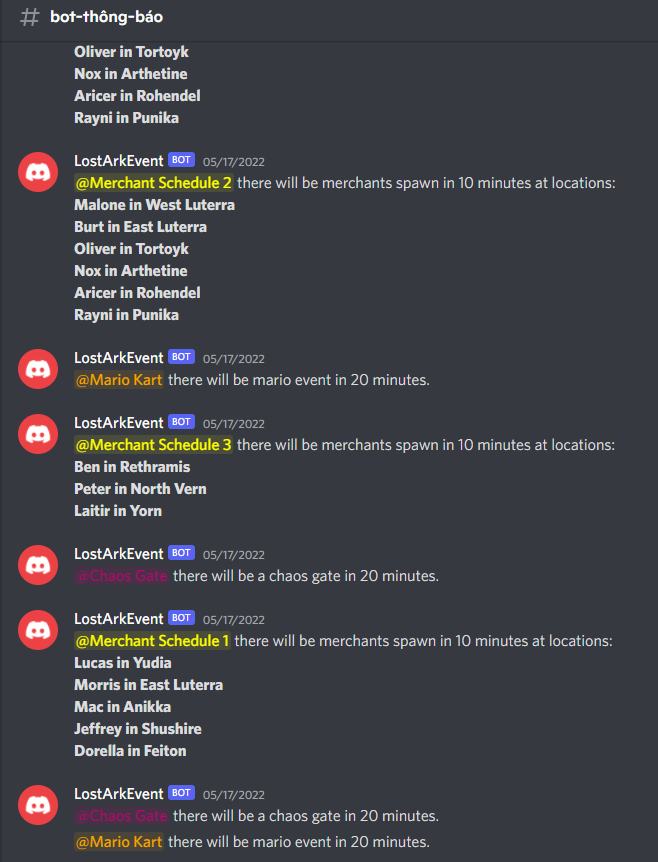 # bot-thông-báo
Oliver in Tortoyk
Nox in Arthetine
Aricer in Rohendel
Rayni in Punika
LostArkEvent BOT 05/17/2022
@Merchant Schedule 2 there will be merchants spawn in 10 minutes at locations:
Malone in West Luterra
Burt in East Luterra
Oliver in Tortoyk
Nox in Arthetine
Aricer in Rohendel
Rayni in Punika
LostArkEvent BOT 05/17/2022
@Mario Kart there will be mario event in 20 minutes.
LostArkEvent BOT 05/17/2022
@Merchant Schedule 3 there will be merchants spawn in 10 minutes at locations:
Ben in Rethramis
Peter in North Vern
Laitir in Yorn
LostArkEvent BOT 05/17/2022
@Chaos Gate there will be a chaos gate in 20 minutes.
LostArkEvent BOT 05/17/2022
@Merchant Schedule 1 there will be merchants spawn in 10 minutes at locations:
Lucas in Yudia
Morris in East Luterra
Mac in Anikka
Jeffrey in Shushire
Dorella in Feiton
LostArkEvent BOT 05/17/2022
@Chaos Gate there will be a chaos gate in 20 minutes.
@Mario Kart there will be mario event in 20 minutes.